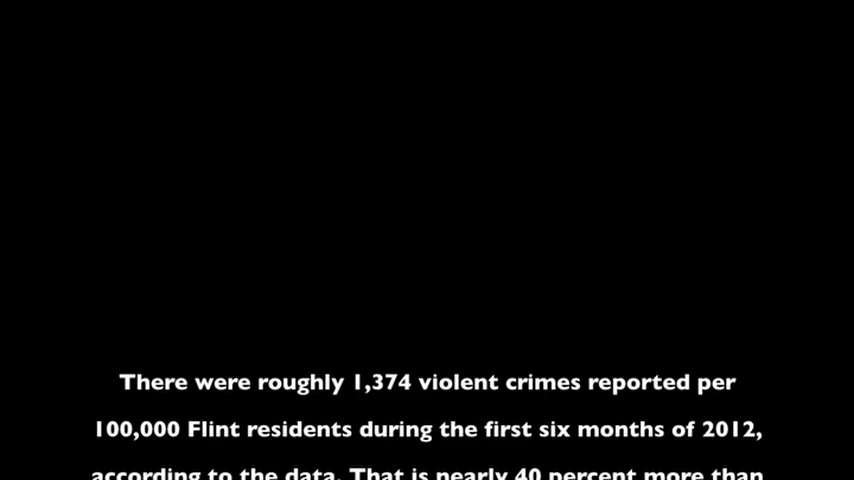 There were roughly 1,374 violent crimes reported per
100,000 Flint residents during the first six months of 2012,
according to the data. That is nearly 40 percent more than